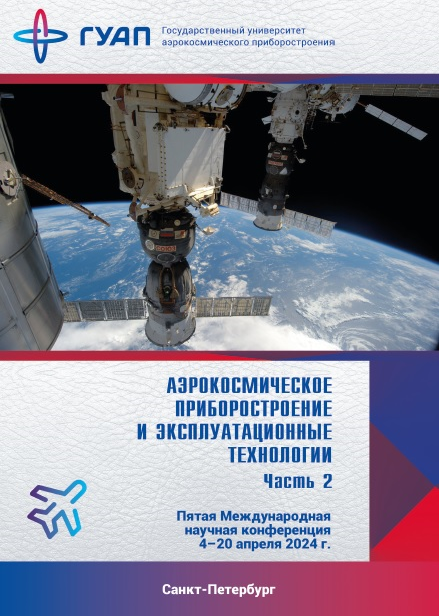 ГУАП
Государственный университет
аэрокосмического приборостроения
СОЮЗ
АЭРОКОСМИЧЕСКОЕ
ПРИБОРОСТРОЕНИЕ
И ЭКСПЛУАТАЦИОННЫЕ
ТЕХНОЛОГИИ
Часть 2
Пятая Международная
научная конференция
4–20 апреля 2024 г.
Санкт-Петербург